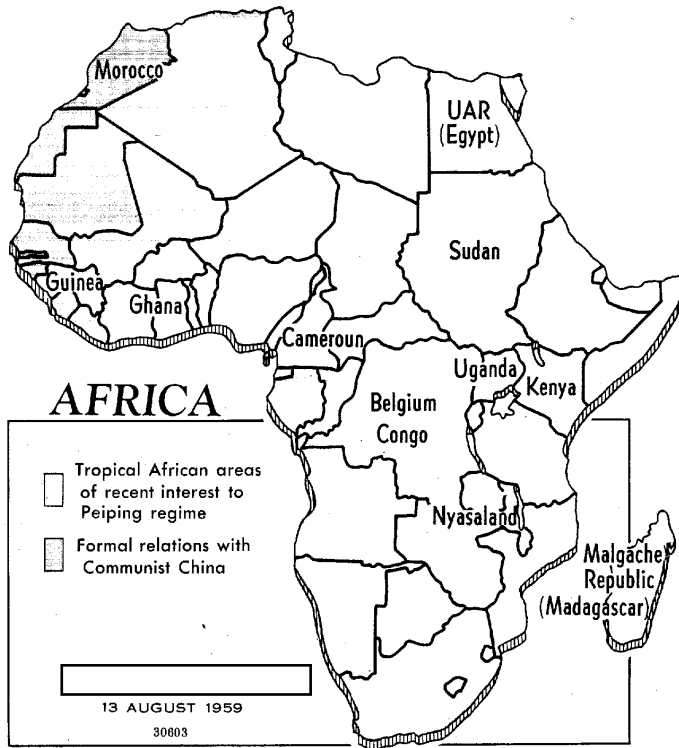 Morocco
UAR
(Egypt)
Sudan
Guinea
Ghana
Cameroun
Uganda
Kenya
Belgium
Congo
Nyasaland
Malgache
Republic
(Madagascar)
AFRICA
Tropical African areas
of recent interest to
Peiping regime
Formal relations with
Communist China
13 AUGUST 1959
30603